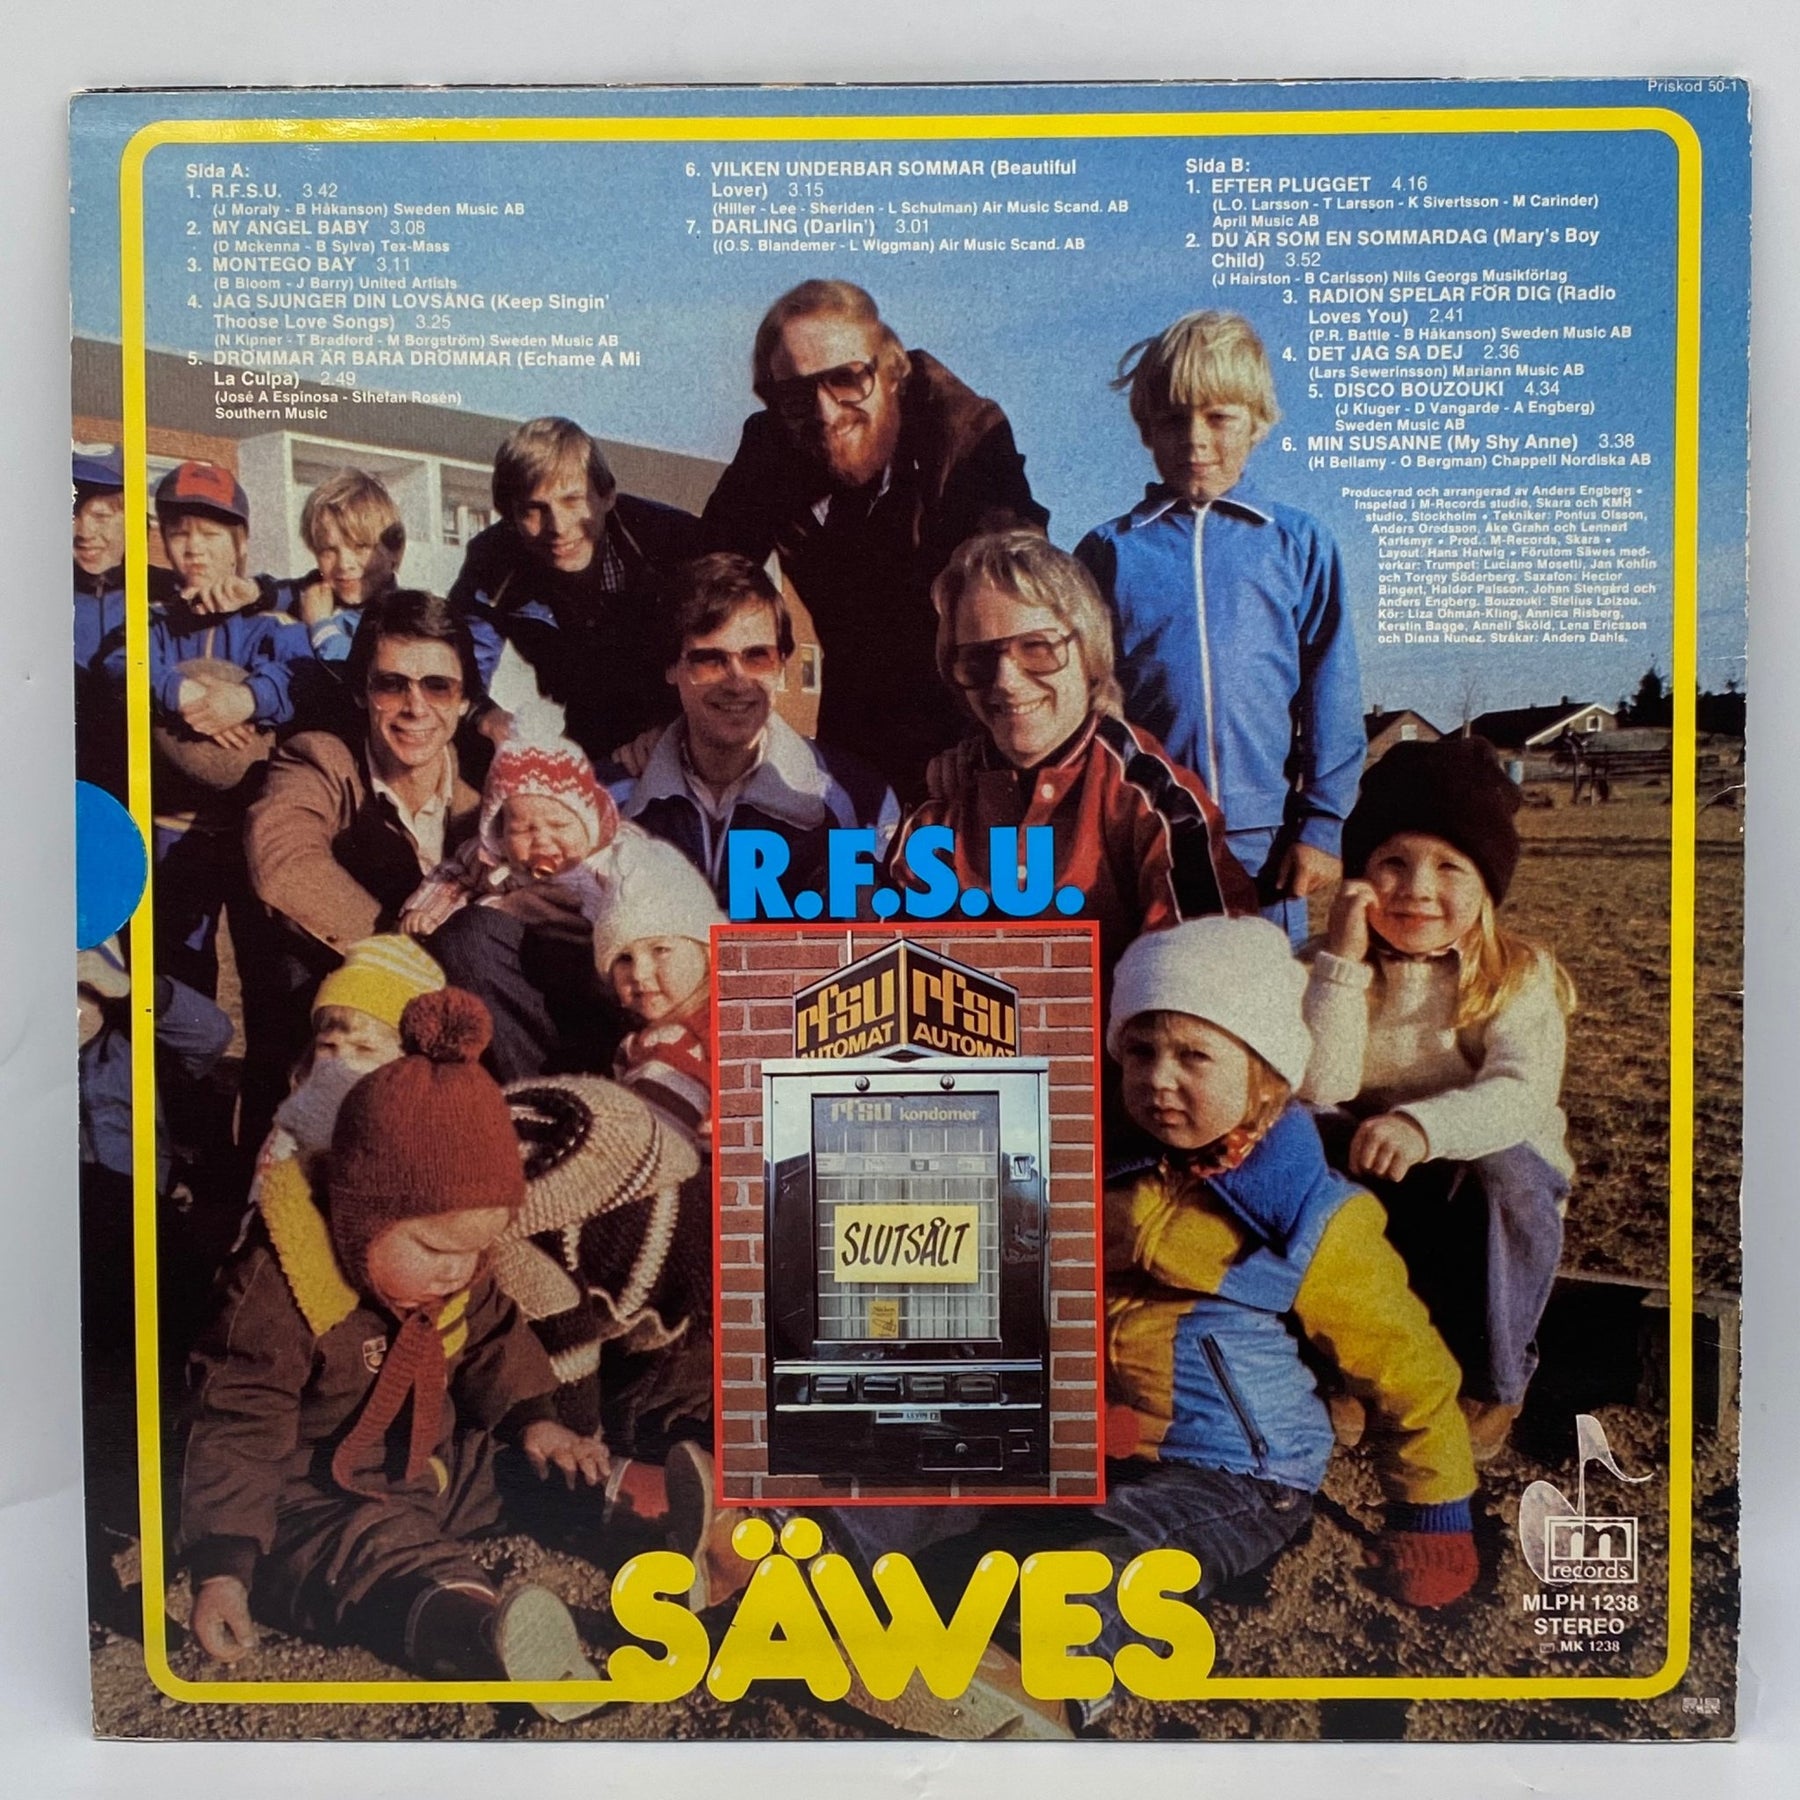 Priskod 50-1
Sida A:
1. R.F.S.U. 3.42
(J Moraly - B Håkanson) Sweden Music AB
2. MY ANGEL BABY 3.08
(D Mckenna - B Sylva) Tex-Mass
3. MONTEGO BAY 3.11
(B Bloom - J Barry) United Artists
4. JAG SJUNGER DIN LOVSÅNG (Keep Singin'
Thoose Love Songs) 3.25
(N Kipner - T Bradford - M Borgström) Sweden Music AB
5. DRÖMMAR ÄR BARA DRÖMMAR (Echame A Mi
La Culpa) 2.49
(José A Espinosa - Sthefan Rosén)
Southern Music
6. VILKEN UNDERBAR SOMMAR (Beautiful
Lover) 3.15
(Hiller - Lee - Sheriden - L Schulman) Air Music Scand. AB
7. DARLING (Darlin') 3.01
((O.S. Blandemer - L Wiggman) Air Music Scand. AB
Sida B:
1. EFTER PLUGGET 4.16
(L.O. Larsson - T Larsson - K Sivertsson - M Carinder)
April Music AB
2. DU ÄR SOM EN SOMMARDAG (Mary's Boy
Child) 3.52
(J Hairston - B Carlsson) Nils Georgs Musikförlag
3. RADION SPELAR FÖR DIG (Radio
Loves You) 2.41
(P.R. Battle - B Håkanson) Sweden Music AB
4. DET JAG SA DEJ 2.36
(Lars Sewerinsson) Mariann Music AB
5. DISCO BOUZOUKI 4.34
(J Kluger - D Vangarde - A Engberg)
Sweden Music AB
6. MIN SUSANNE (My Shy Anne) 3.38
(H Bellamy - O Bergman) Chappell Nordiska AB
Producerad och arrangerad av Anders Engberg •
Inspelad i M-Records studio, Skara och KMH
studio, Stockholm • Tekniker: Pontus Olsson,
Anders Oredsson, Åke Grahn och Lennart
Karlsmyr • Prod.: M-Records, Skara •
Layout: Hans Hatwig • Förutom Säwes med-
verkar: Trumpet: Luciano Mosetti, Jan Kohlin
och Torgny Söderberg. Saxafon: Hector
Bingert, Haldor Palsson, Johan Stengård och
Anders Engberg. Bouzouki: Stelius Loizou.
Kör: Liza Öhman-Kling, Annica Risberg,
Kerstin Bagge, Anneli Sköld, Lena Ericsson
och Diana Nunez. Stråkar: Anders Dahls.
R.F.S.U.
rfsu rfsu
AUTOMAT AUTOMAT
rfsu kondomer
SLUTSÅLT
SÄWES
m
records
MLPH 1238
STEREO
MK 1238